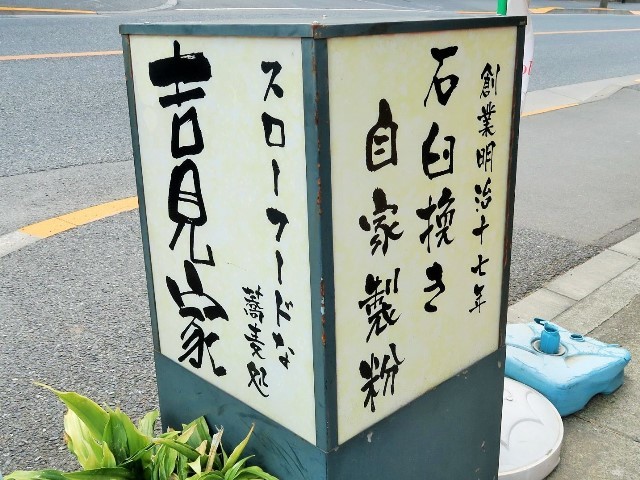 創業明治十七年
石臼挽き
自家製粉
スローフードな
蕎麦処
吉見家